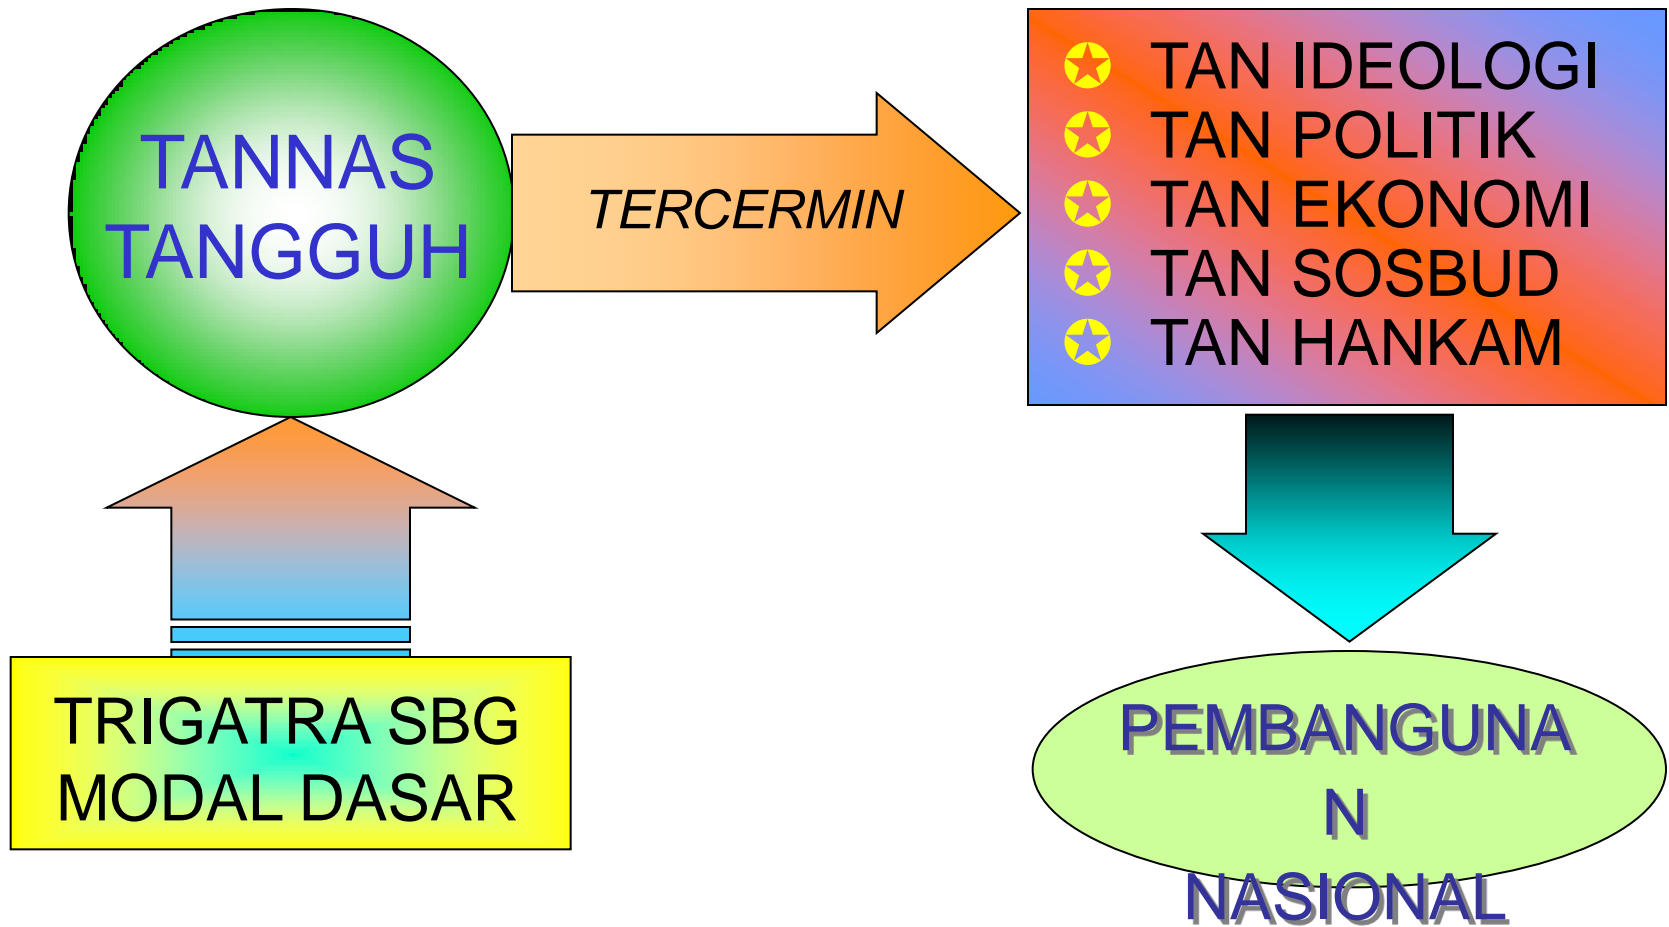 TANNAS
TANGGUH
TERCERMIN
✪ TAN IDEOLOGI
✪ TAN POLITIK
✪ TAN EKONOMI
✪ TAN SOSBUD
✪ TAN HANKAM
TRIGATRA SBG
MODAL DASAR
PEMBANGUNA
N
NASIONAL